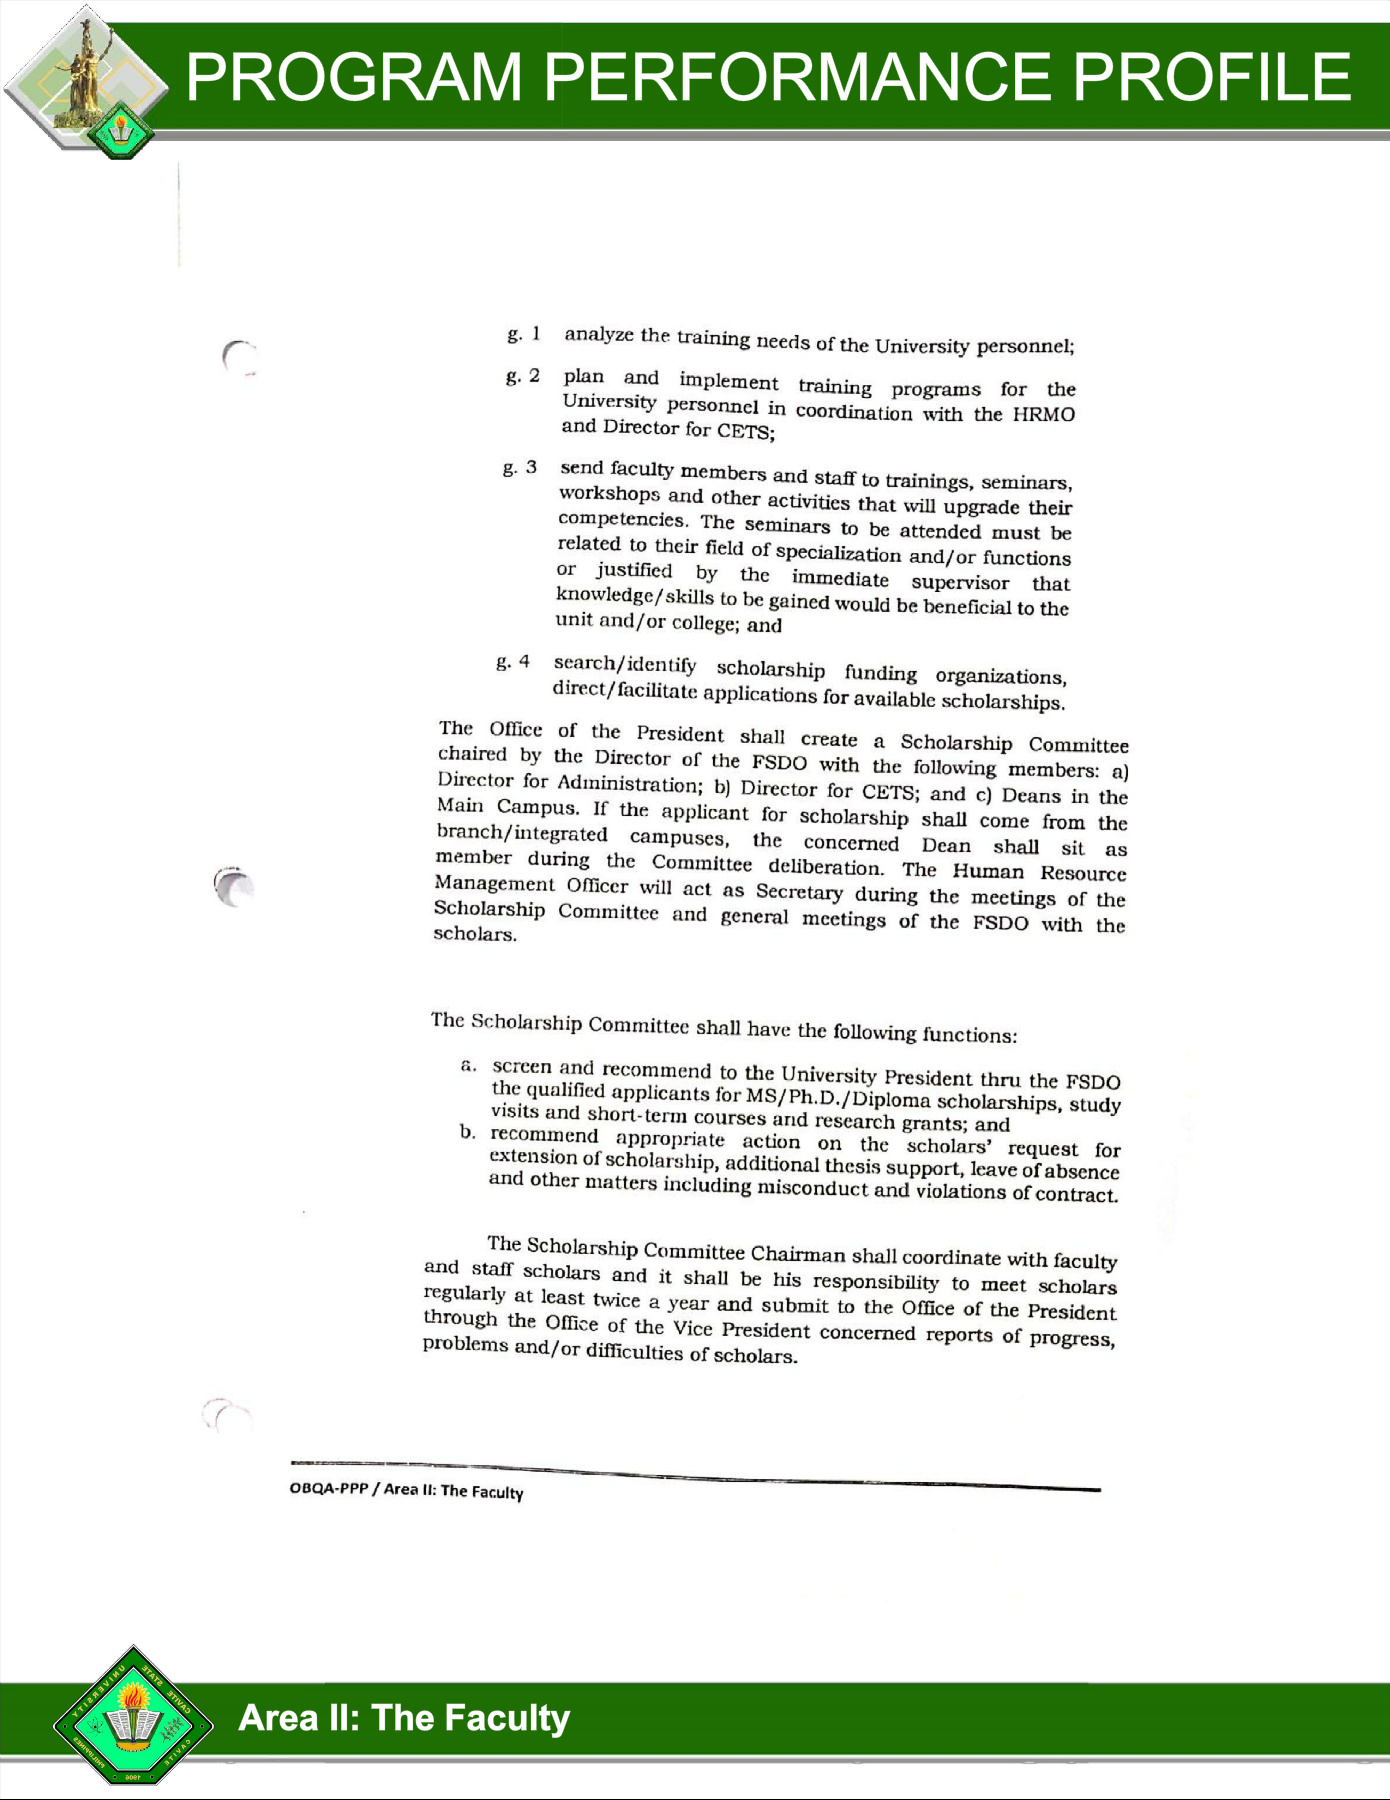 PROGRAM PERFORMANCE PROFILE
g. 1 analyze the training needs of the University personnel;
g. 2 plan and implement training programs for the
University personnel in coordination with the HRMO
and Director for CETS;
g. 3 send faculty members and staff to trainings, seminars,
workshops and other activities that will upgrade their
competencies. The seminars to be attended must be
related to their field of specialization and/or functions
or justified by the immediate supervisor that
knowledge/skills to be gained would be beneficial to the
unit and/or college; and
g. 4 search/identify scholarship funding organizations,
direct/facilitate applications for available scholarships.
The Office of the President shall create a Scholarship Committee
chaired by the Director of the FSDO with the following members: a)
Director for Administration; b) Director for CETS; and c) Deans in the
Main Campus. If the applicant for scholarship shall come from the
branch/integrated campuses, the concerned Dean shall sit as
member during the Committee deliberation. The Human Resource
Management Officer will act as Secretary during the meetings of the
Scholarship Committee and general meetings of the FSDO with the
scholars.
The Scholarship Committee shall have the following functions:
a. screen and recommend to the University President thru the FSDO
the qualified applicants for MS/Ph.D./Diploma scholarships, study
visits and short-term courses and research grants; and
b. recommend appropriate action on the scholars' request for
extension of scholarship, additional thesis support, leave of absence
and other matters including misconduct and violations of contract.
The Scholarship Committee Chairman shall coordinate with faculty
and staff scholars and it shall be his responsibility to meet scholars
regularly at least twice a year and submit to the Office of the President
through the Office of the Vice President concerned reports of progress,
problems and/or difficulties of scholars.
OBQA-PPP / Area II: The Faculty
CAVITE STATE UNIVERSITY
CAVITE PHILIPPINES
1906
Area II: The Faculty